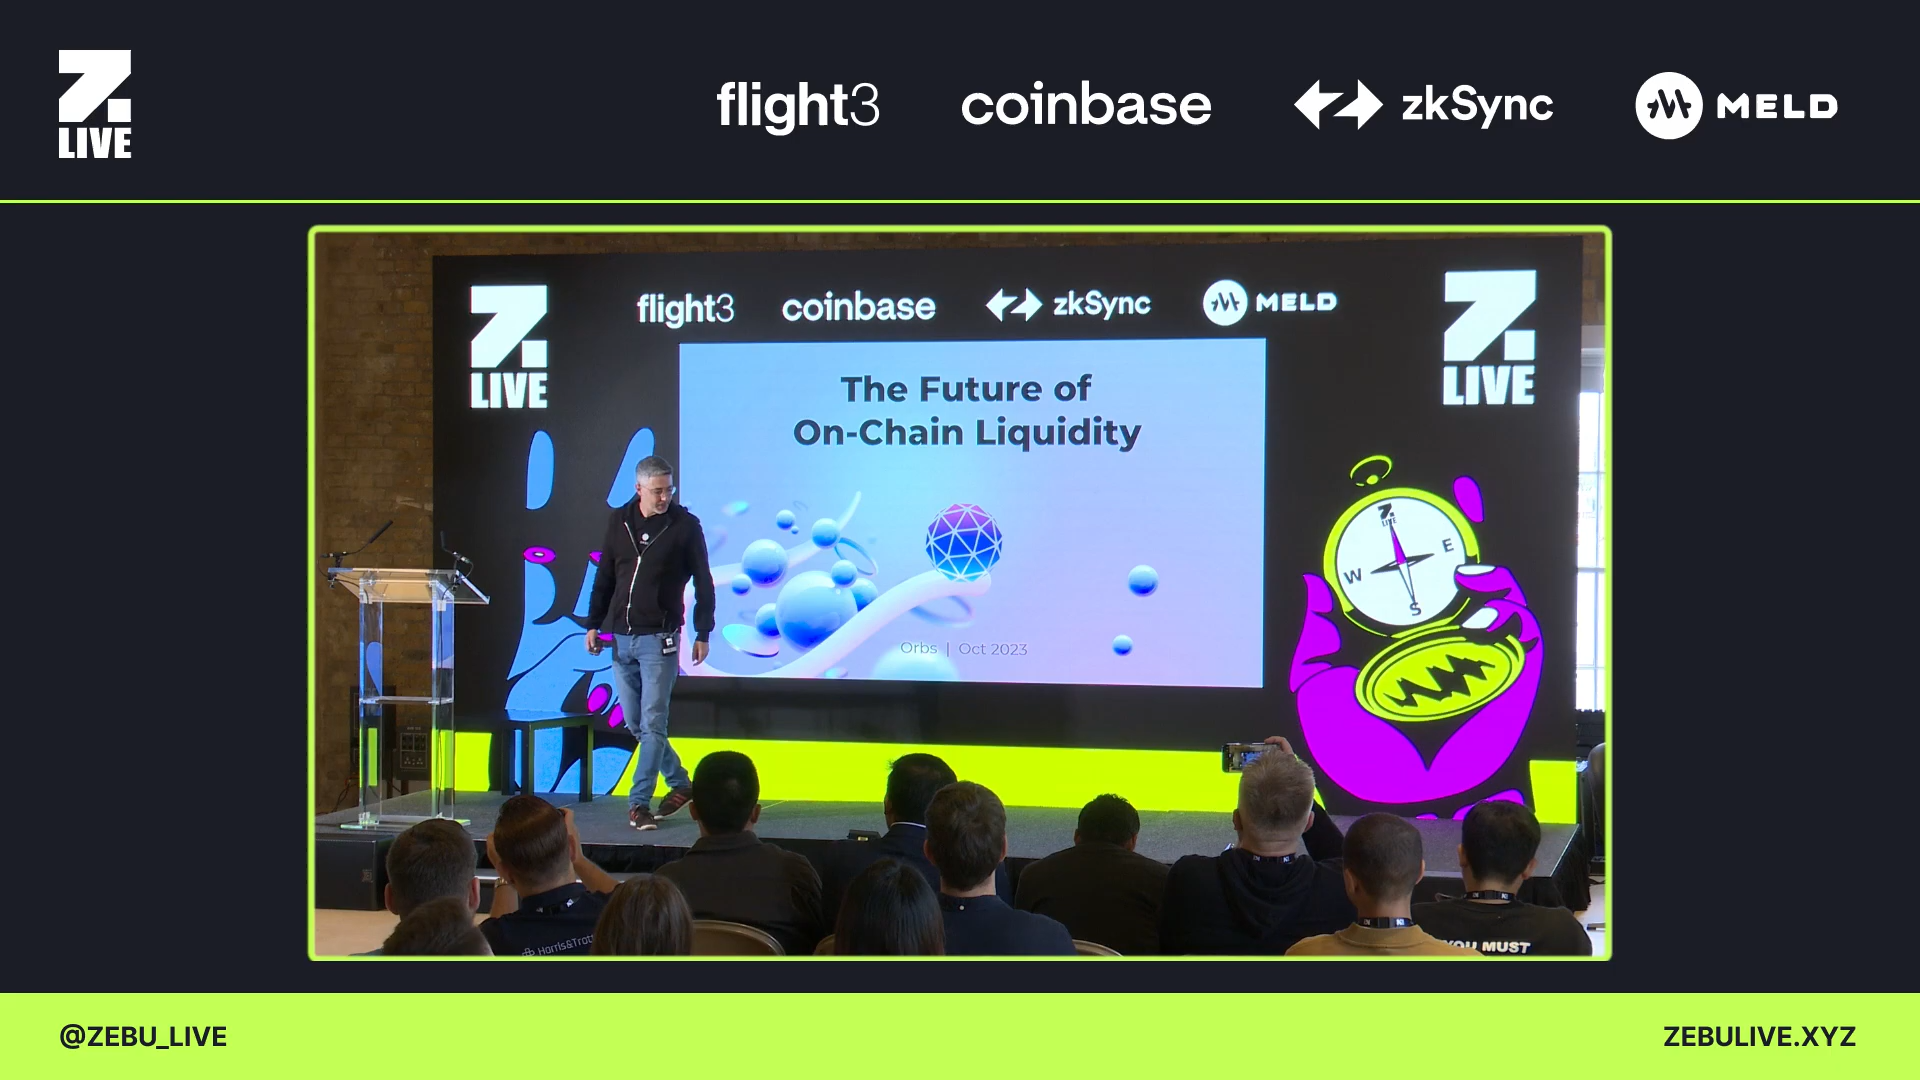 Z.
LIVE
flight3
coinbase
zkSync
MELD
Z.
LIVE
flight3
coinbase
zkSync
MELD
Z.
LIVE
The Future of
On-Chain Liquidity
Orbs | Oct 2023
Z.
LIVE
E
W
S
YOU MUST
@ZEBU_LIVE
ZEBULIVE.XYZ